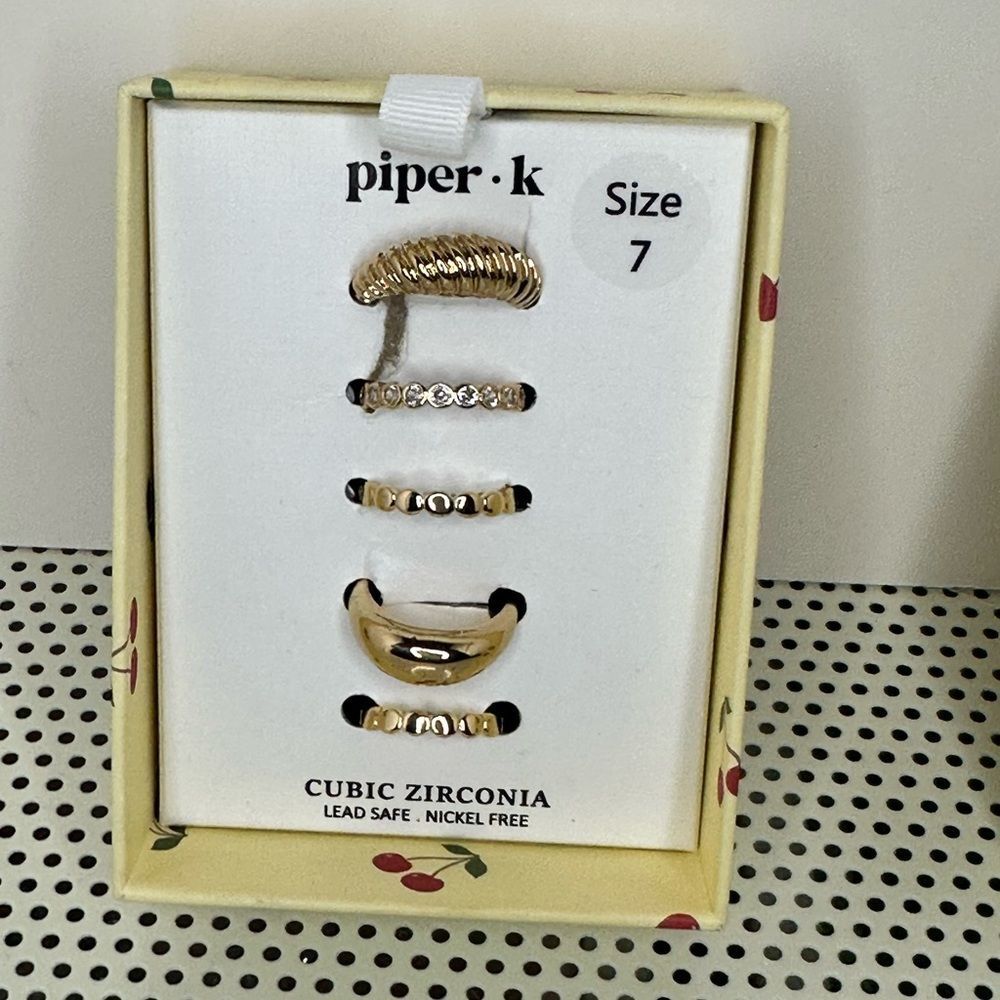 piper · k
Size
7
CUBIC ZIRCONIA
LEAD SAFE . NICKEL FREE